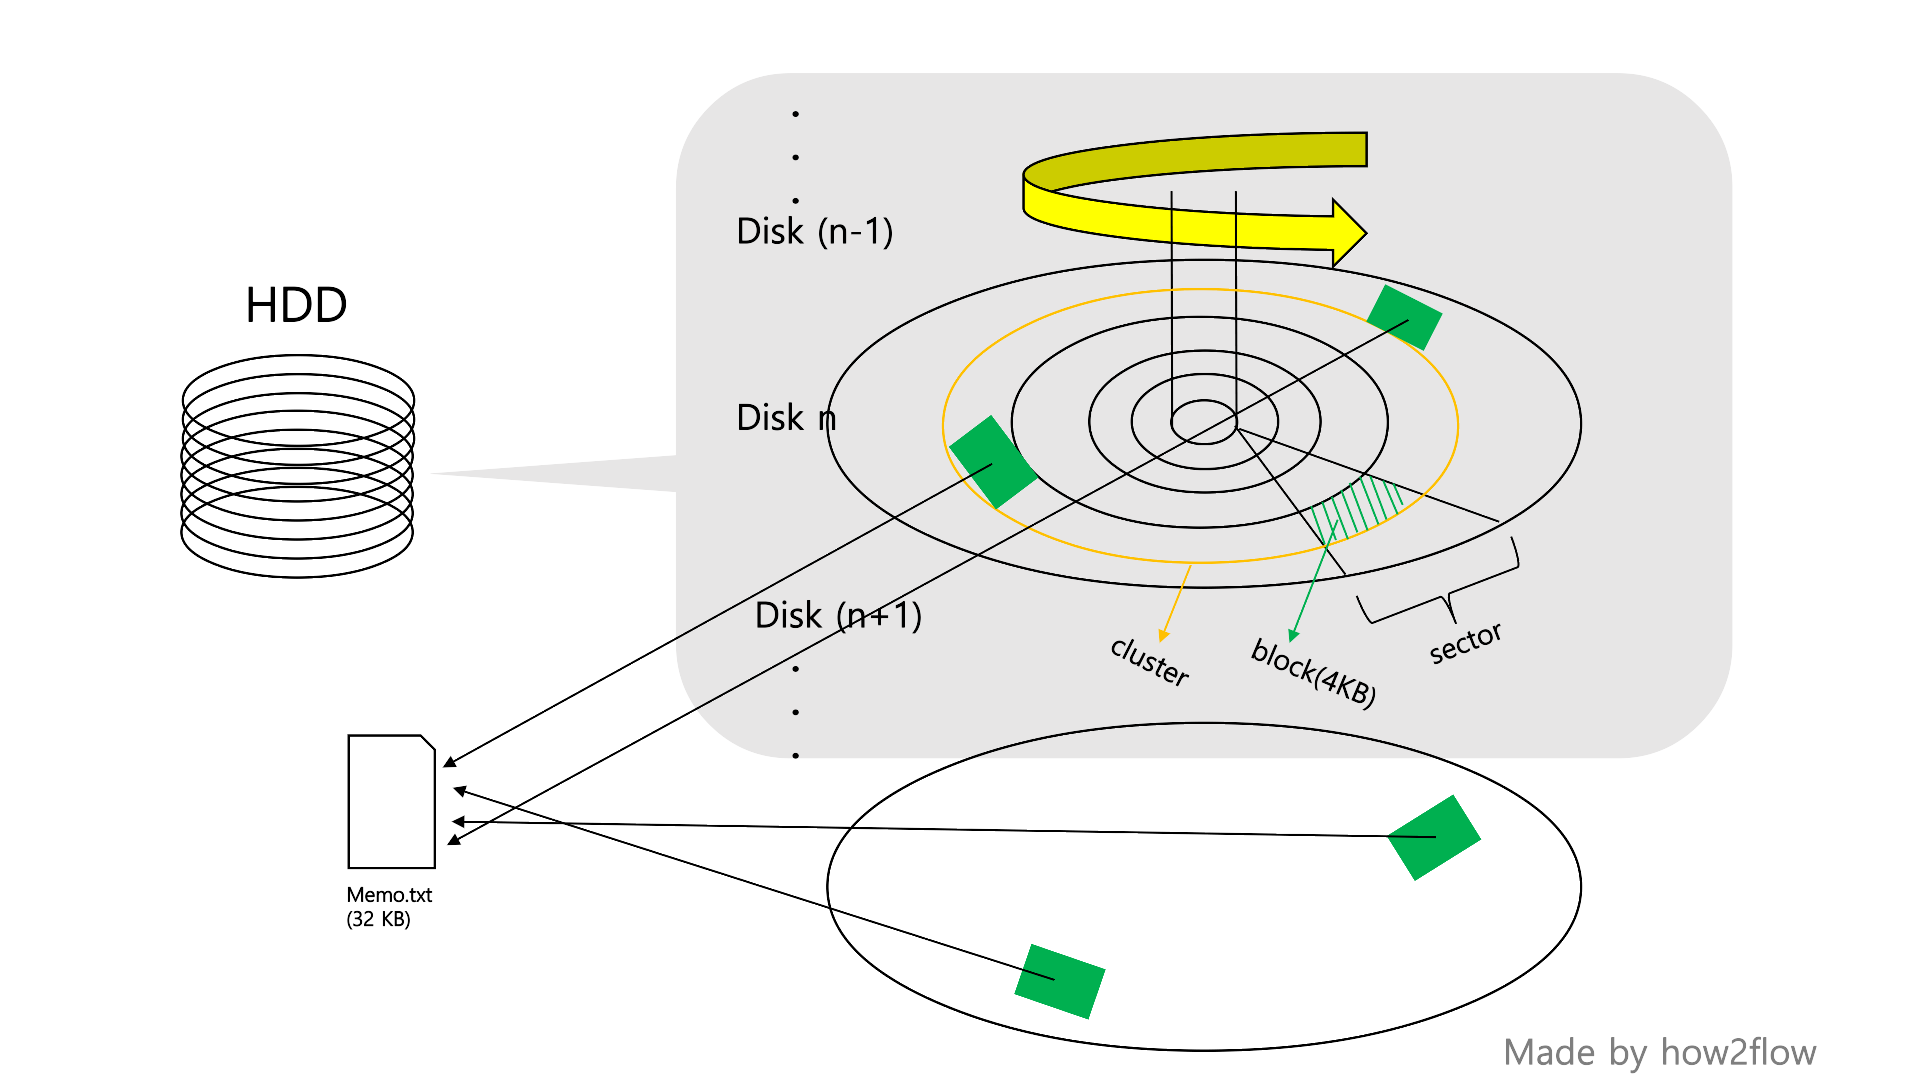 HDD
Disk (n-1)
Disk n
Disk (n+1)
cluster
block(4KB)
sector
Memo.txt
(32 KB)
Made by how2flow